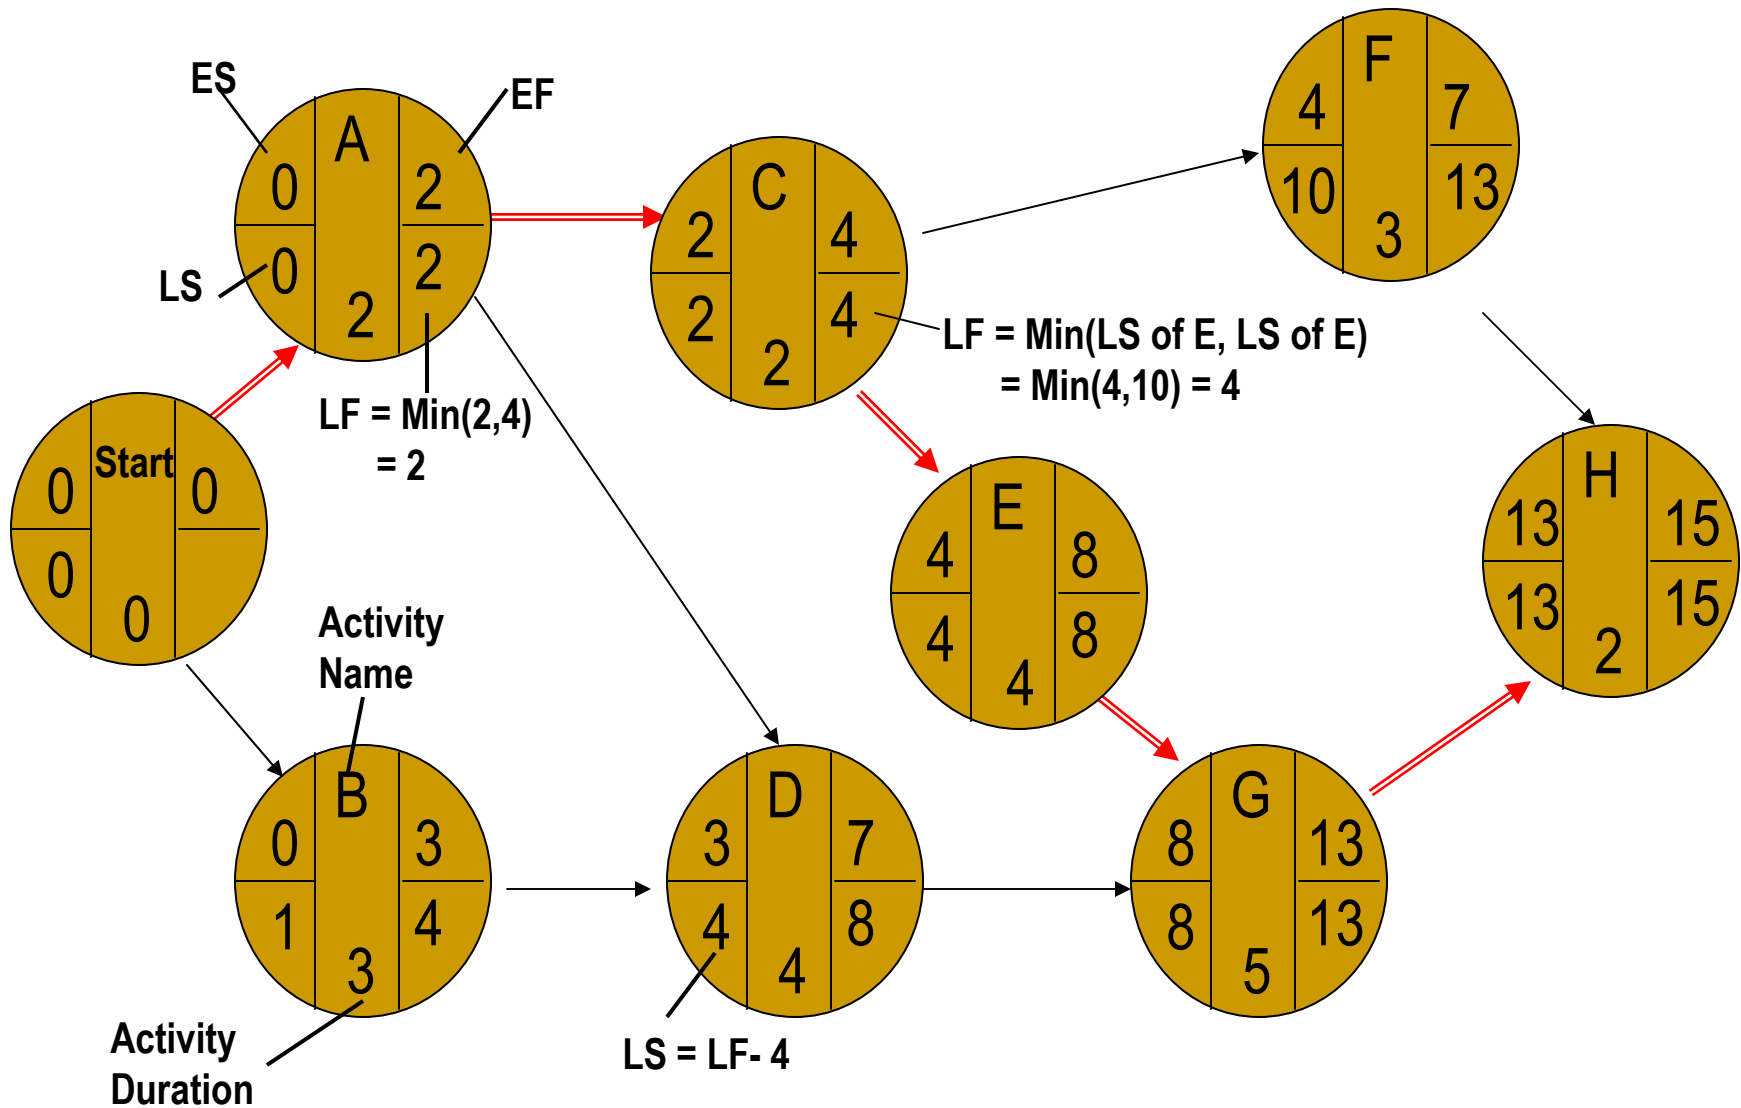 ES
EF
A
0
2
0
2
2
LS
LF = Min(2,4)
= 2
C
2
4
2
4
2
LF = Min(LS of E, LS of E)
= Min(4,10) = 4
F
4
7
10
13
3
Start
0
0
0
0
E
4
8
4
8
4
H
13
15
13
15
2
Activity
Name
B
0
3
1
4
3
Activity
Duration
D
3
7
4
8
4
LS = LF- 4
G
8
13
8
13
5